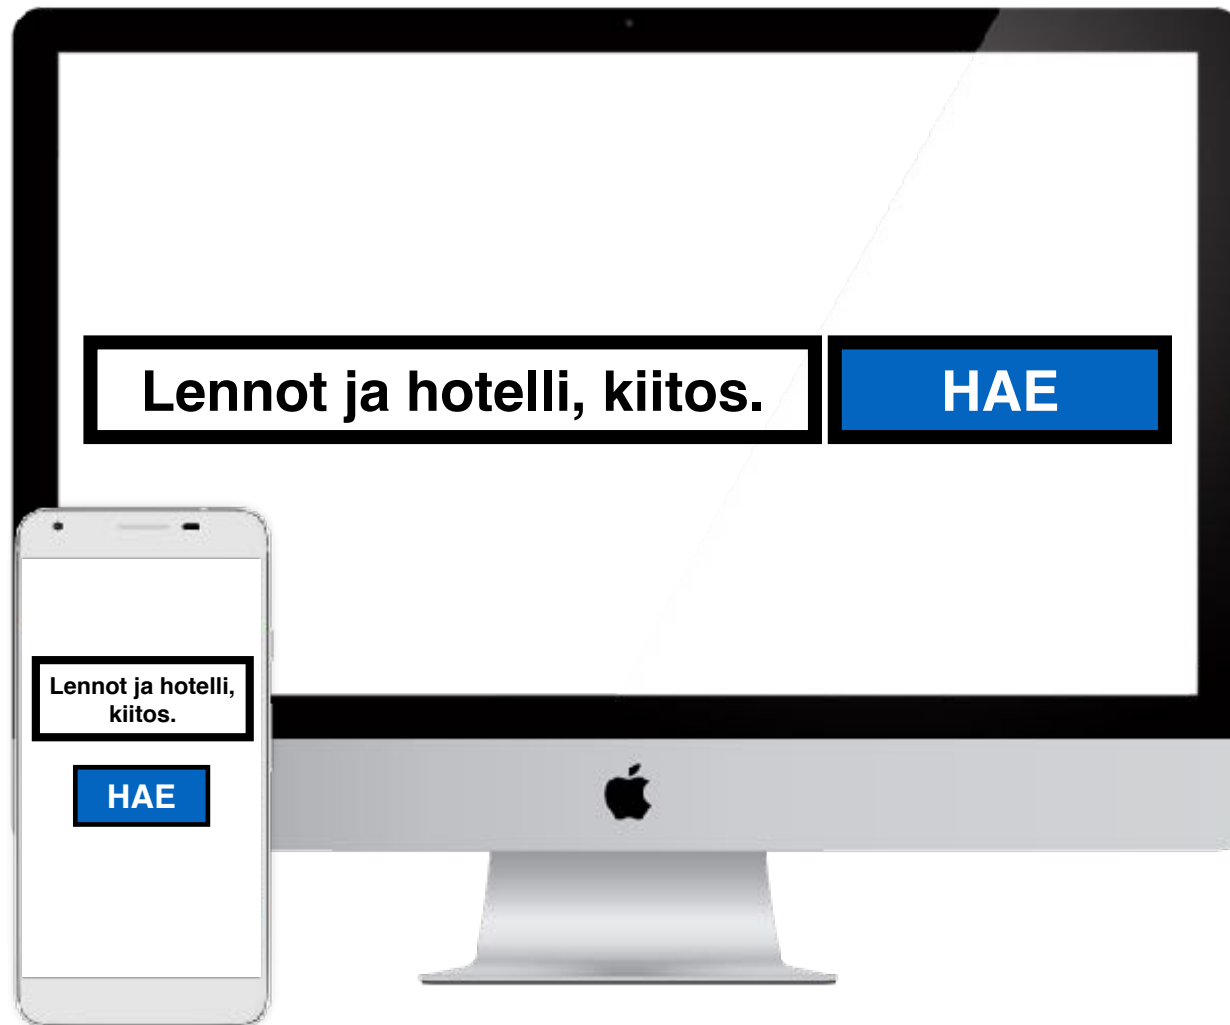 Lennot ja hotelli, kiitos.
HAE
Lennot ja hotelli,
kiitos.
HAE